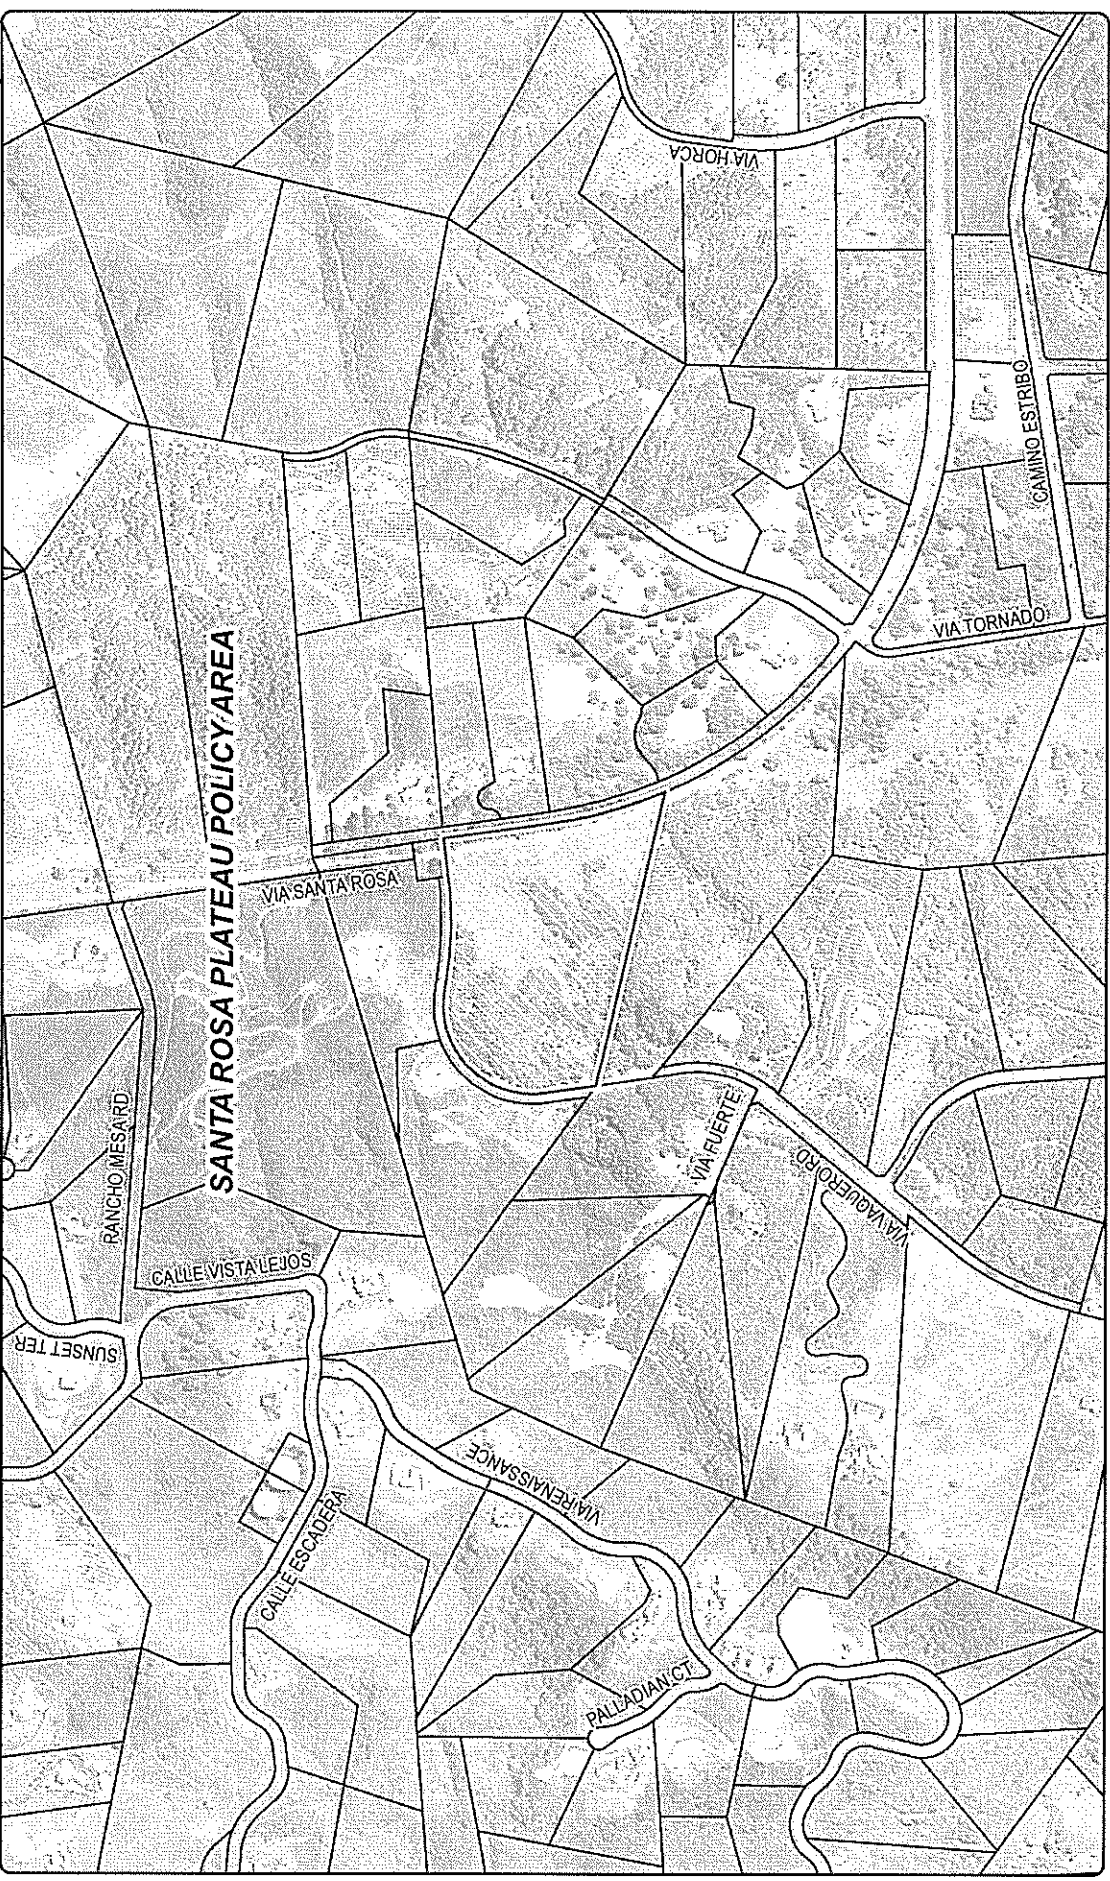 VIA HORCA
CAMINO ESTRIBO
VIA TORNADO
SANTA ROSA PLATEAU POLICY AREA
VIA SANTA ROSA
RANCHO MESA RD
VIA FUERTE
VIA VAQUERO RD
CALLE VISTA LEJOS
SUNSET TER
VIA RENAISSANCE
CALLE ESCADERA
PALLADIAN CT